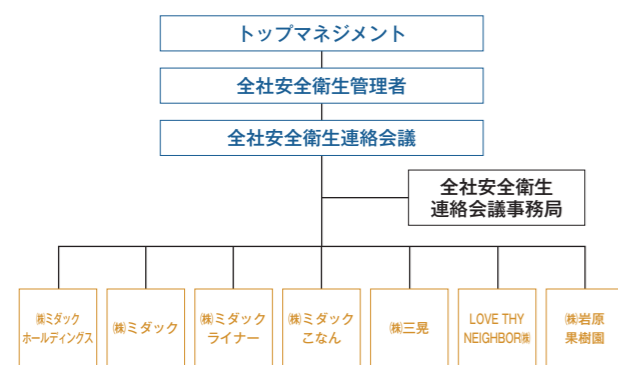 トップマネジメント
全社安全衛生管理者
全社安全衛生連絡会議
全社安全衛生
連絡会議事務局
㈱ミダック
ホールディングス
㈱ミダック
㈱ミダック
ライナー
㈱ミダック
こなん
㈱三晃
LOVE THY
NEIGHBOR㈱
㈱岩原
果樹園